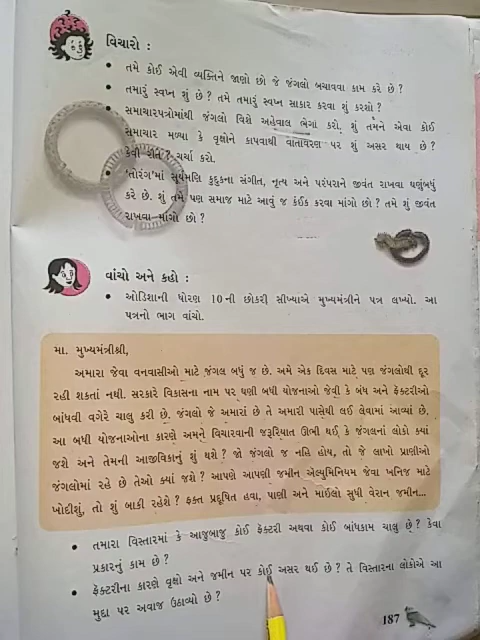 વિચારો :
• તમે કોઈ એવી વ્યક્તિને જાણો છો જે જંગલો બચાવવા કામ કરે છે?
• તમારું સ્વપ્ન શું છે? તમે તમારું સ્વપ્ન સાકાર કરવા શું કરશો?
• સમાચારપત્રોમાંથી જંગલો વિશે અહેવાલ ભેગા કરો. શું તમને એવા કોઈ
સમાચાર મળ્યા કે વૃક્ષોને કાપવાથી વાતાવરણ પર શું અસર થાય છે?
કેવી રીતે? ચર્ચા કરો.
• 'તોરંગ'માં સૂર્યમણિ કુદુકના સંગીત, નૃત્ય અને પરંપરાને જીવંત રાખવા ઘણુંબધું
કરે છે. શું તમે પણ સમાજ માટે આવું જ કંઈક કરવા માંગો છો? તમે શું જીવંત
રાખવા માંગો છો?
વાંચો અને કહો :
• ઓડિશાની ધોરણ 10 ની છોકરી સીખ્યાએ મુખ્યમંત્રીને પત્ર લખ્યો. આ
પત્રનો ભાગ વાંચો.
મા. મુખ્યમંત્રીશ્રી,
અમારા જેવા વનવાસીઓ માટે જંગલ બધું જ છે. અમે એક દિવસ માટે પણ જંગલોથી દૂર
રહી શકતાં નથી. સરકારે વિકાસના નામ પર ઘણી બધી યોજનાઓ જેવી કે બંધ અને ફૅક્ટરીઓ
બાંધવી વગેરે ચાલુ કરી છે. જંગલો જે અમારાં છે તે અમારી પાસેથી લઈ લેવામાં આવ્યાં છે.
આ બધી યોજનાઓના કારણે અમને વિચારવાની જરૂરિયાત ઊભી થઈ કે જંગલનાં લોકો ક્યાં
જશે અને તેમની આજીવિકાનું શું થશે? જો જંગલો જ નહિ હોય, તો જે લાખો પ્રાણીઓ
જંગલોમાં રહે છે તેઓ ક્યાં જશે? આપણે આપણી જમીન ઍલ્યુમિનિયમ જેવા ખનિજ માટે
ખોદીશું, તો શું બાકી રહેશે? ફક્ત પ્રદૂષિત હવા, પાણી અને માઈલો સુધી વેરાન જમીન...
• તમારા વિસ્તારમાં કે આજુબાજુ કોઈ ફૅક્ટરી અથવા કોઈ બાંધકામ ચાલુ છે? કેવા
પ્રકારનું કામ છે?
• ફૅક્ટરીના કારણે વૃક્ષો અને જમીન પર કોઈ અસર થઈ છે? તે વિસ્તારના લોકોએ આ
મુદ્દા પર અવાજ ઉઠાવ્યો છે?
187